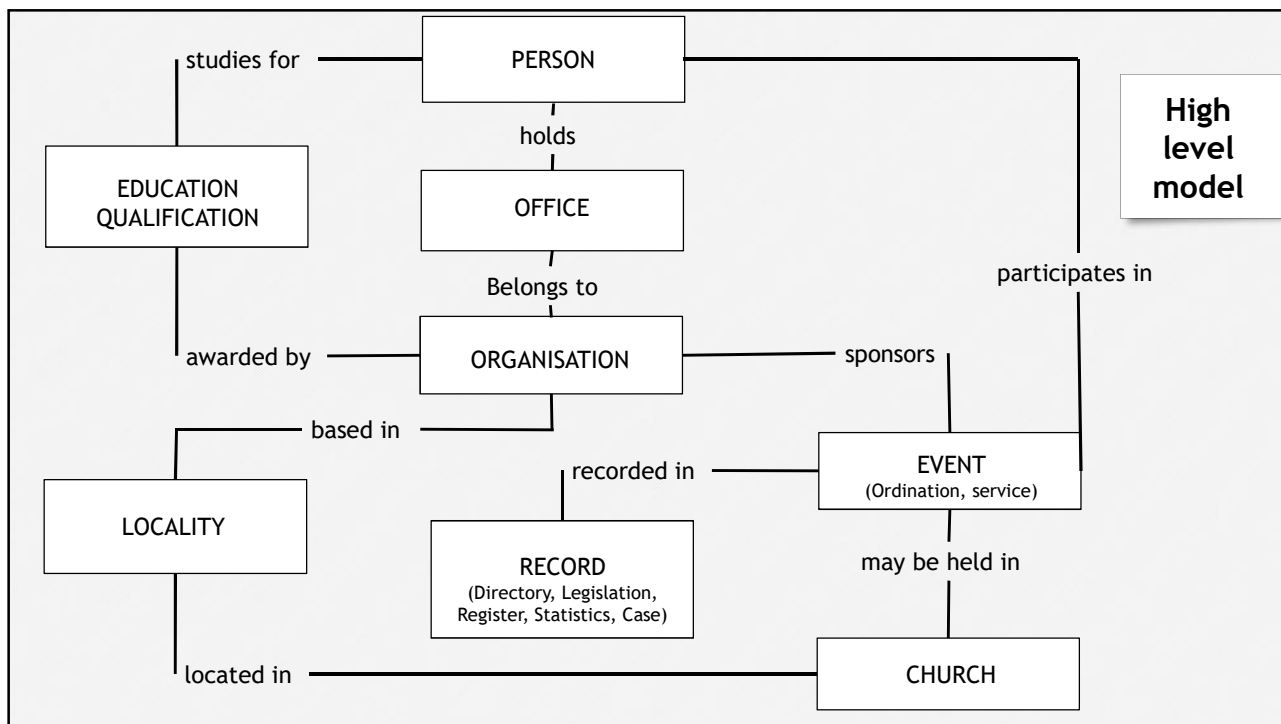 studies for
PERSON
High
level
model
holds
EDUCATION
QUALIFICATION
OFFICE
participates in
Belongs to
awarded by
ORGANISATION
sponsors
based in
recorded in
EVENT
(Ordination, service)
LOCALITY
RECORD
(Directory, Legislation,
Register, Statistics, Case)
may be held in
located in
CHURCH